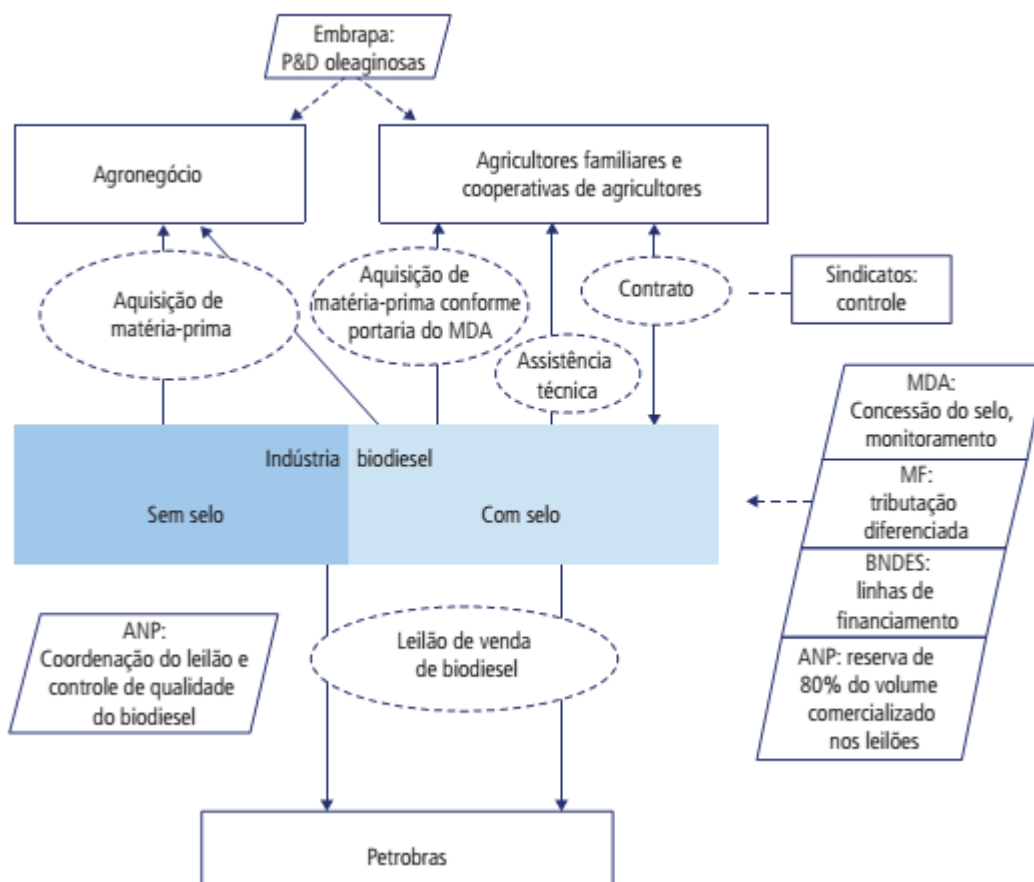 Embrapa:
P&D oleaginosas
Agronegócio
Agricultores familiares e
cooperativas de agricultores
Aquisição de
matéria-prima
Aquisição de
matéria-prima conforme
portaria do MDA
Assistência
técnica
Contrato
Sindicatos:
controle
MDA:
Concessão do selo,
monitoramento
MF:
tributação
diferenciada
BNDES:
linhas de
financiamento
ANP: reserva de
80% do volume
comercializado
nos leilões
Indústria biodiesel
Sem selo
Com selo
ANP:
Coordenação do leilão e
controle de qualidade
do biodiesel
Leilão de venda
de biodiesel
Petrobras